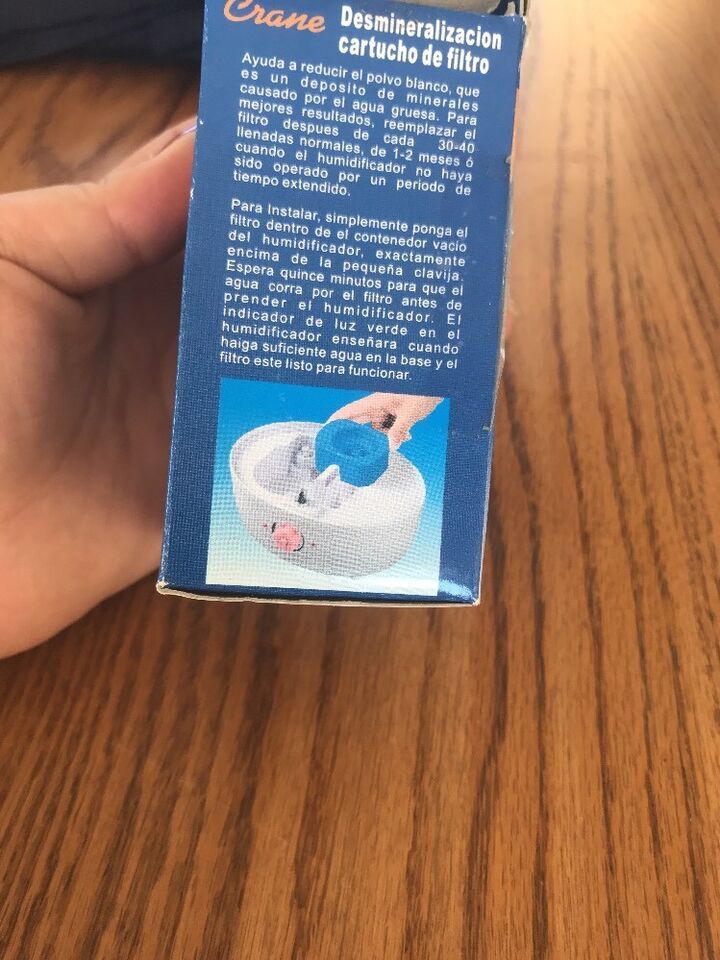 Crane
Desmineralizacion
cartucho de filtro
Ayuda a reducir el polvo blanco, que
es un deposito de minerales
causado por el agua gruesa. Para
mejores resultados, reemplazar el
filtro despues de cada 30-40
llenadas normales, de 1-2 meses ó
cuando el humidificador no haya
sido operado por un periodo de
tiempo extendido.
Para Instalar, simplemente ponga el
filtro dentro de el contenedor vacio
del humidificador, exactamente
encima de la pequeña clavija.
Espera quince minutos para que el
agua corra por el filtro antes de
prender el humidificador. El
indicador de luz verde en el
humidificador enseñara cuando
haiga suficiente agua en la base y el
filtro este listo para funcionar.